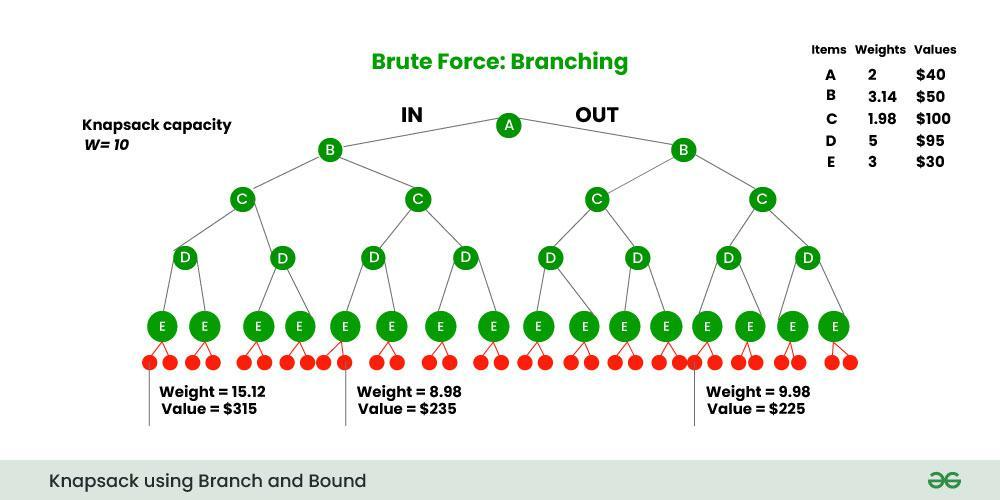 Brute Force: Branching
Items Weights Values
A 2 $40
B 3.14 $50
C 1.98 $100
D 5 $95
E 3 $30
Knapsack capacity
W= 10
IN OUT
A
B B
C C C C
D D D D D D D D
E E E E E E E E E E E E E E E E
Weight = 15.12
Value = $315
Weight = 8.98
Value = $235
Weight = 9.98
Value = $225
Knapsack using Branch and Bound